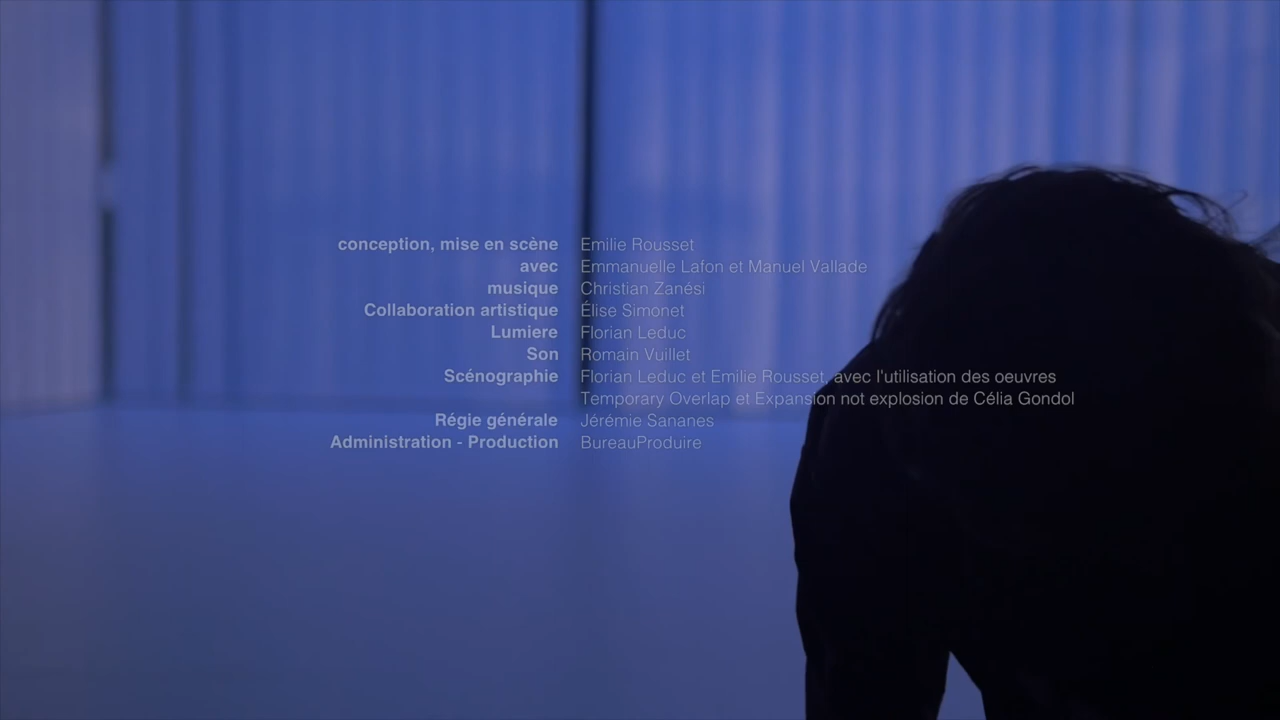 conception, mise en scène Emilie Rousset
avec Emmanuelle Lafon et Manuel Vallade
musique Christian Zanési
Collaboration artistique Élise Simonet
Lumiere Florian Leduc
Son Romain Vuillet
Scénographie Florian Leduc et Emilie Rousset, avec l'utilisation des oeuvres
Temporary Overlap et Expansion not explosion de Célia Gondol
Régie générale Jérémie Sananes
Administration - Production BureauProduire